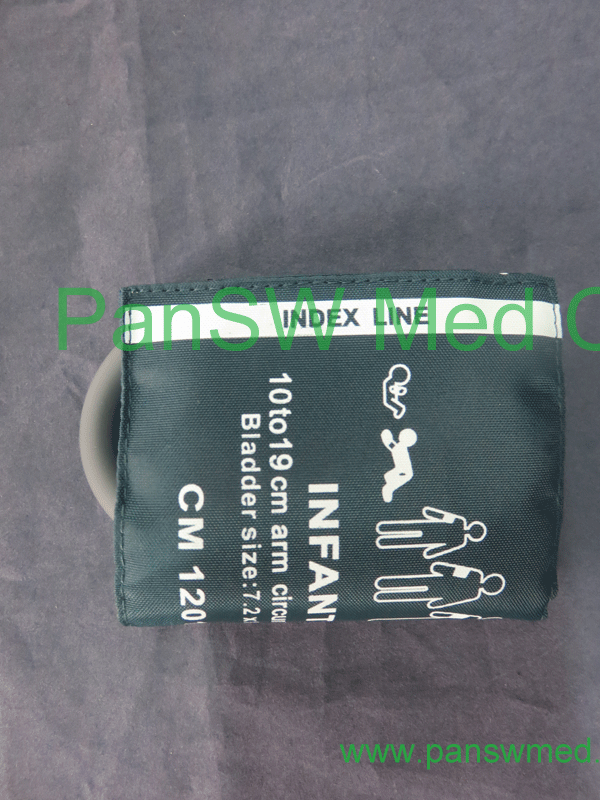 PanSW Med
INDEX LINE
10to19cm arm
Bladder size:7.2
INFANT
CM 120
www.panswmed.